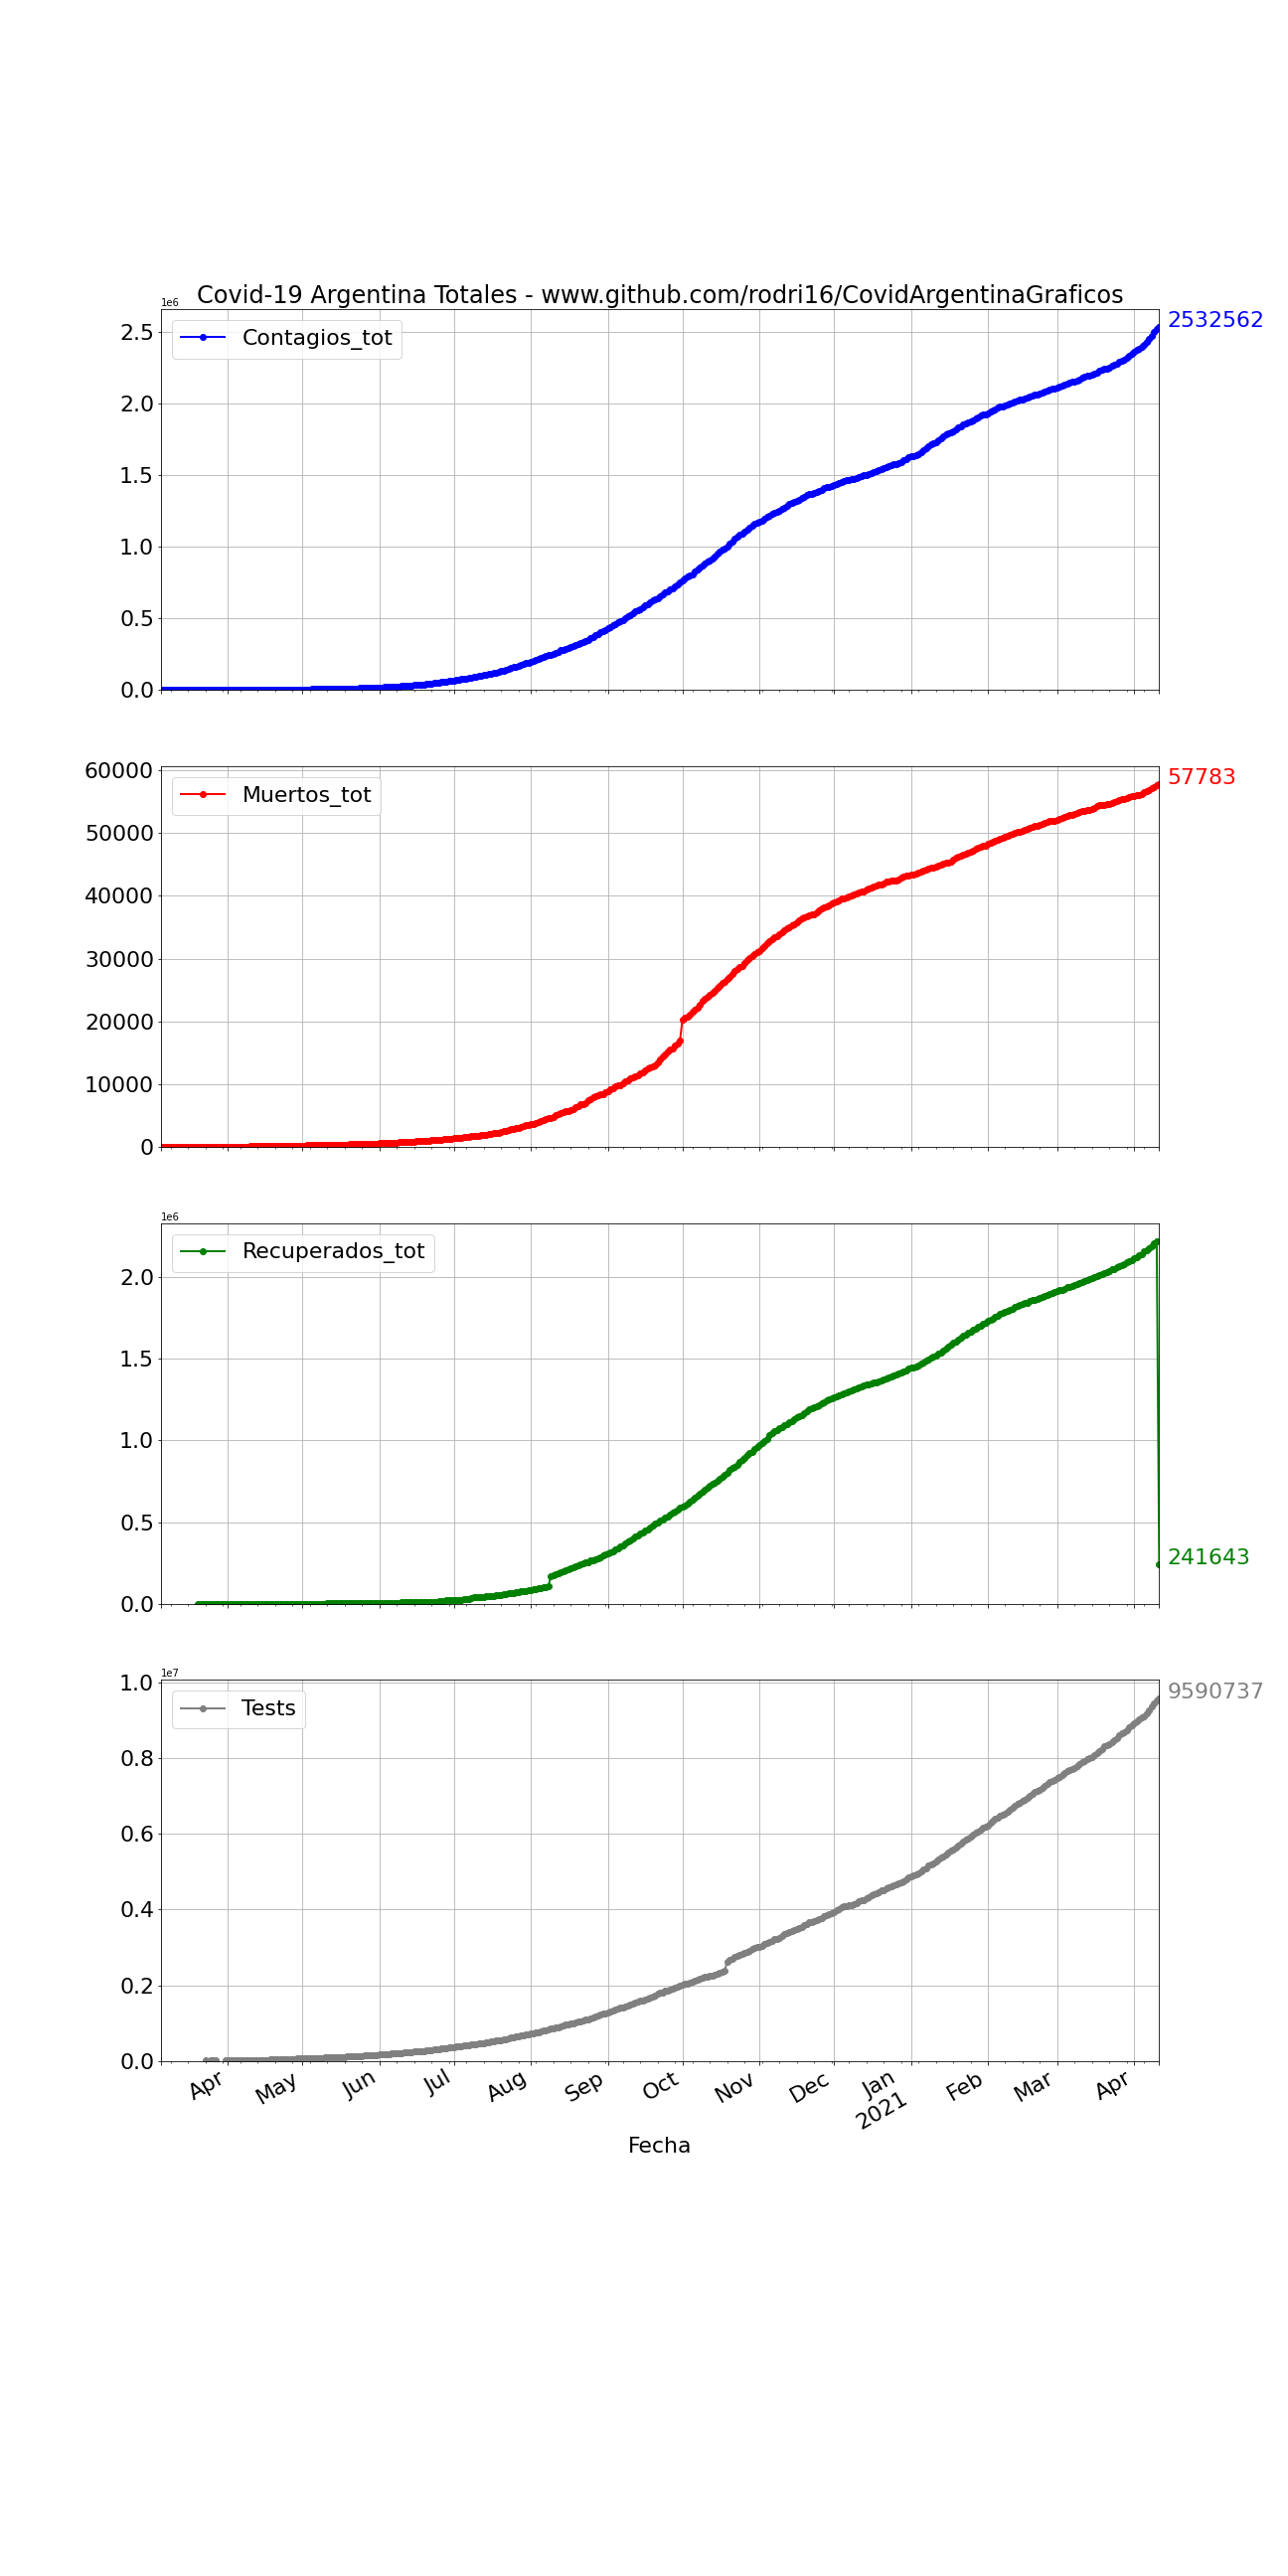 Covid-19 Argentina Totales - www.github.com/rodri16/CovidArgentinaGraficos
1e6
2532562
Contagios_tot
2.5
2.0
1.5
1.0
0.5
0.0
57783
Muertos_tot
60000
50000
40000
30000
20000
10000
0
1e6
Recuperados_tot
2.0
1.5
1.0
0.5
0.0
241643
1e7
9590737
Tests
1.0
0.8
0.6
0.4
0.2
0.0
Apr May Jun Jul Aug Sep Oct Nov Dec Jan Feb Mar Apr
2021
Fecha